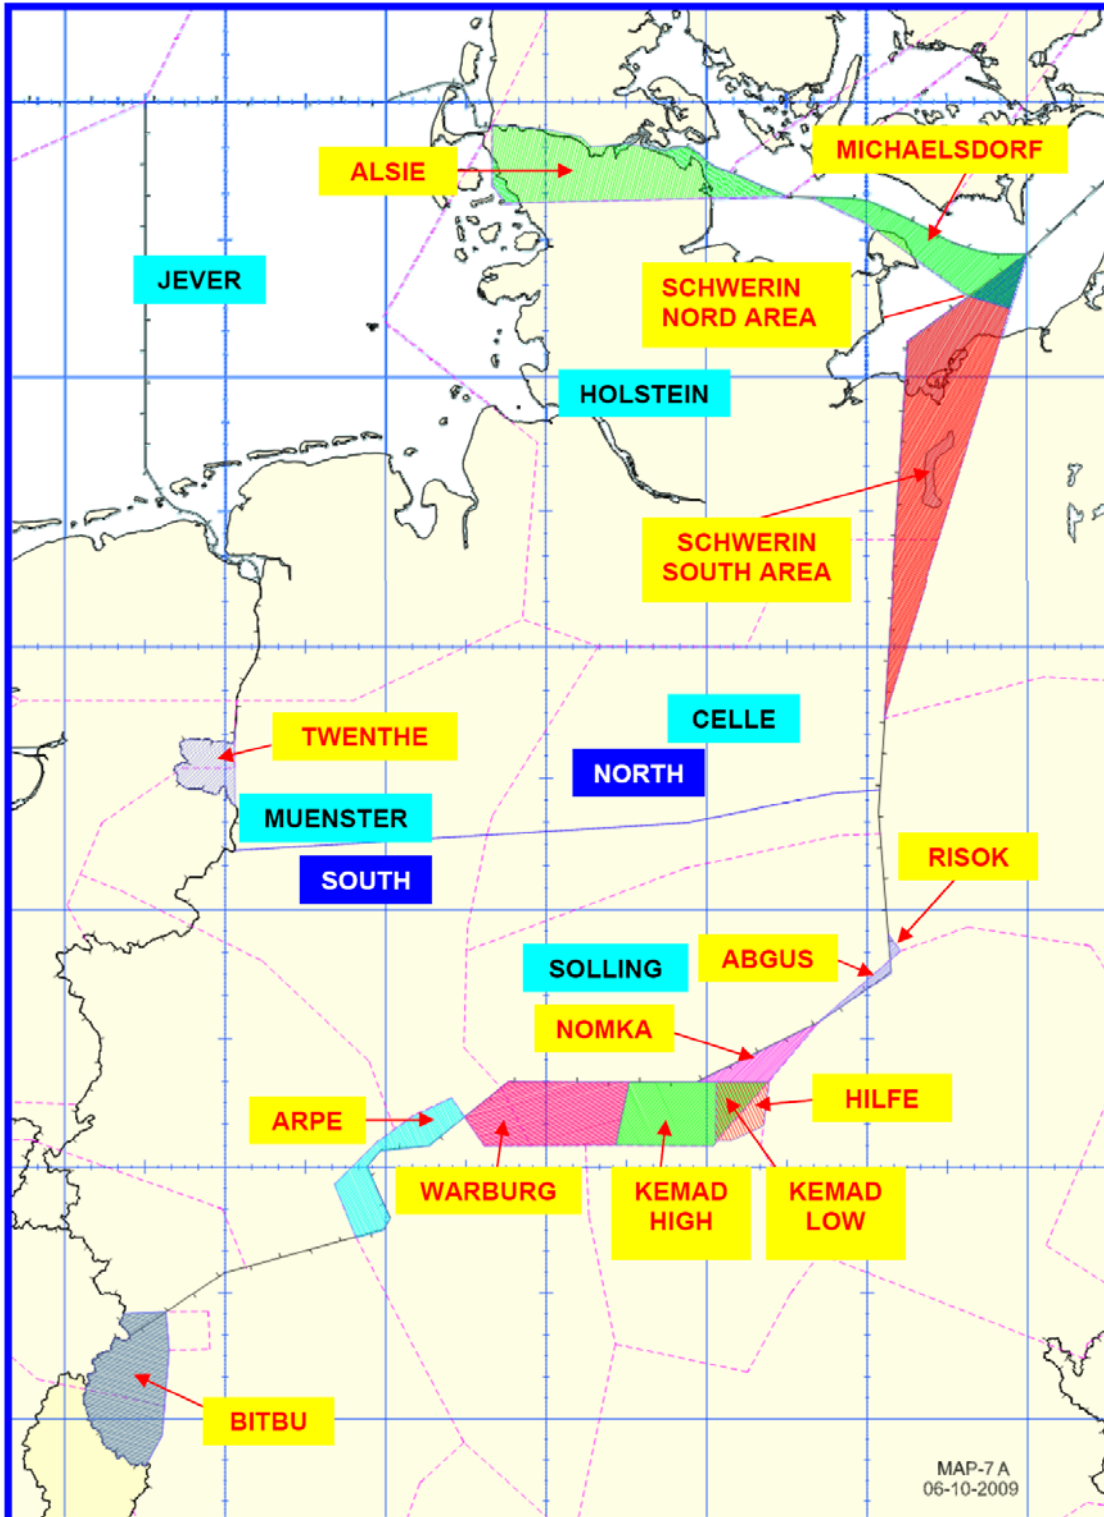 MICHAELSDORF
ALSIE
JEVER
SCHWERIN
NORD AREA
HOLSTEIN
SCHWERIN
SOUTH AREA
CELLE
TWENTHE
NORTH
MUENSTER
RISOK
SOUTH
ABGUS
SOLLING
NOMKA
HILFE
ARPE
WARBURG
KEMAD
HIGH
KEMAD
LOW
BITBU
MAP-7 A
06-10-2009